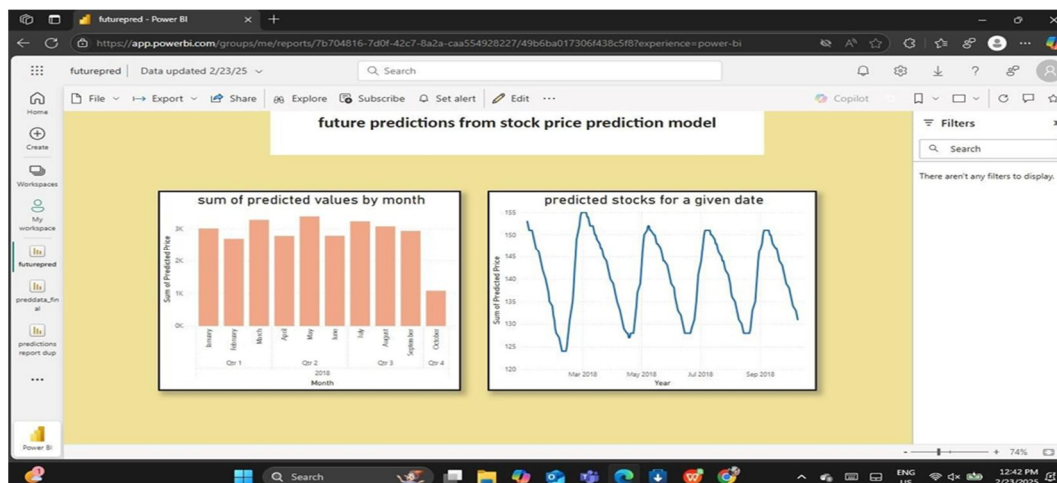 futurepred - Power BI
https://app.powerbi.com/groups/me/reports/7b704816-7d0f-42c7-8a2a-caa554928227/49b6ba017306f438c5f8?experience=power-bi
futurepred | Data updated 2/23/25
Search
Home
Create
Workspaces
My workspace
futurepred
preddata_fin
al
predictions
report dup
Power BI
File Export Share Explore Subscribe Set alert Edit ... Copilot
future predictions from stock price prediction model
sum of predicted values by month
Sum of Predicted Price
3K
2K
1K
0K
January February March April May June July August September October
Qtr 1 Qtr 2 Qtr 3 Qtr 4
2018
Month
predicted stocks for a given date
Sum of Predicted Price
155
150
145
140
135
130
125
120
Mar 2018 May 2018 Jul 2018 Sep 2018
Year
Filters
Search
There aren't any filters to display.
74%
Search
ENG
US
12:42 PM
2/23/2025